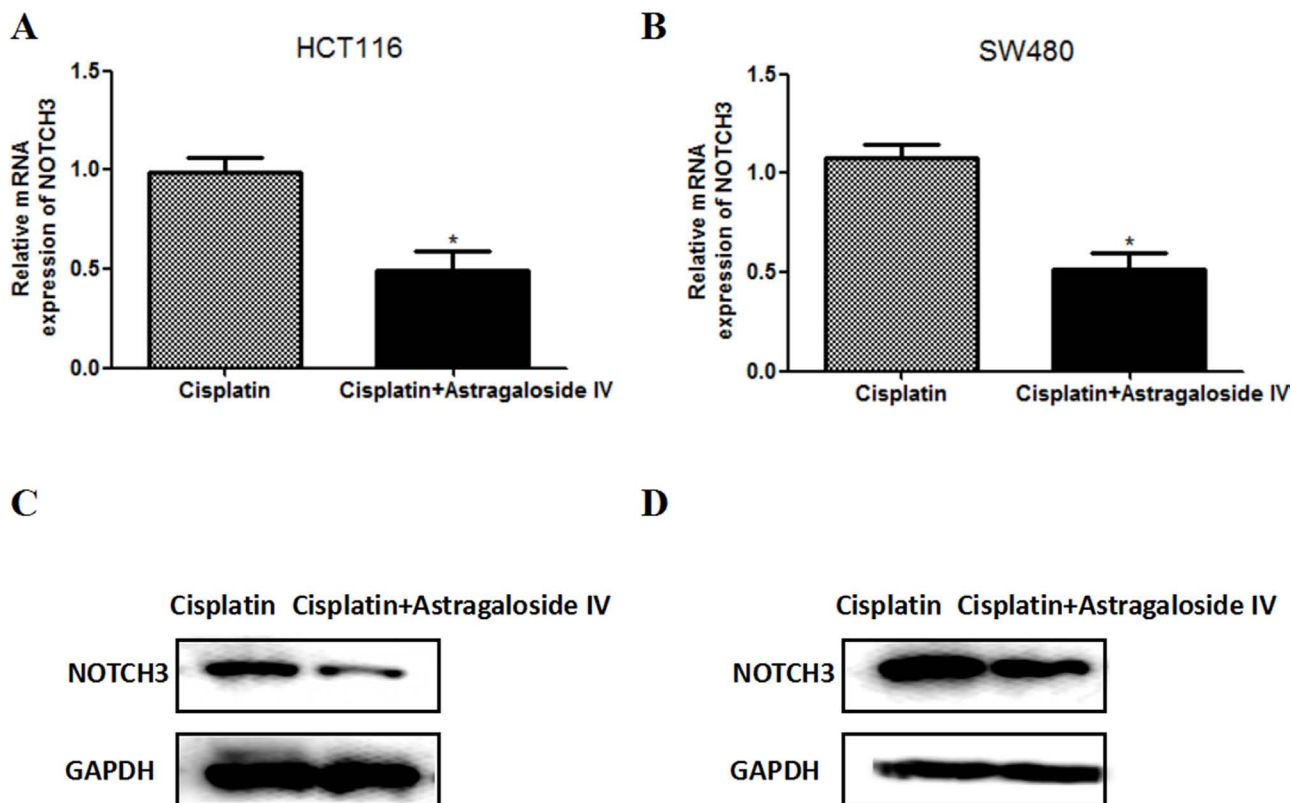 A
HCT116
Relative mRNA
expression of NOTCH3
1.5
1.0
0.5
0.0
*
Cisplatin
Cisplatin+Astragaloside IV
B
SW480
Relative mRNA
expression of NOTCH3
1.5
1.0
0.5
0.0
*
Cisplatin
Cisplatin+Astragaloside IV
C
Cisplatin Cisplatin+Astragaloside IV
NOTCH3
GAPDH
D
Cisplatin Cisplatin+Astragaloside IV
NOTCH3
GAPDH